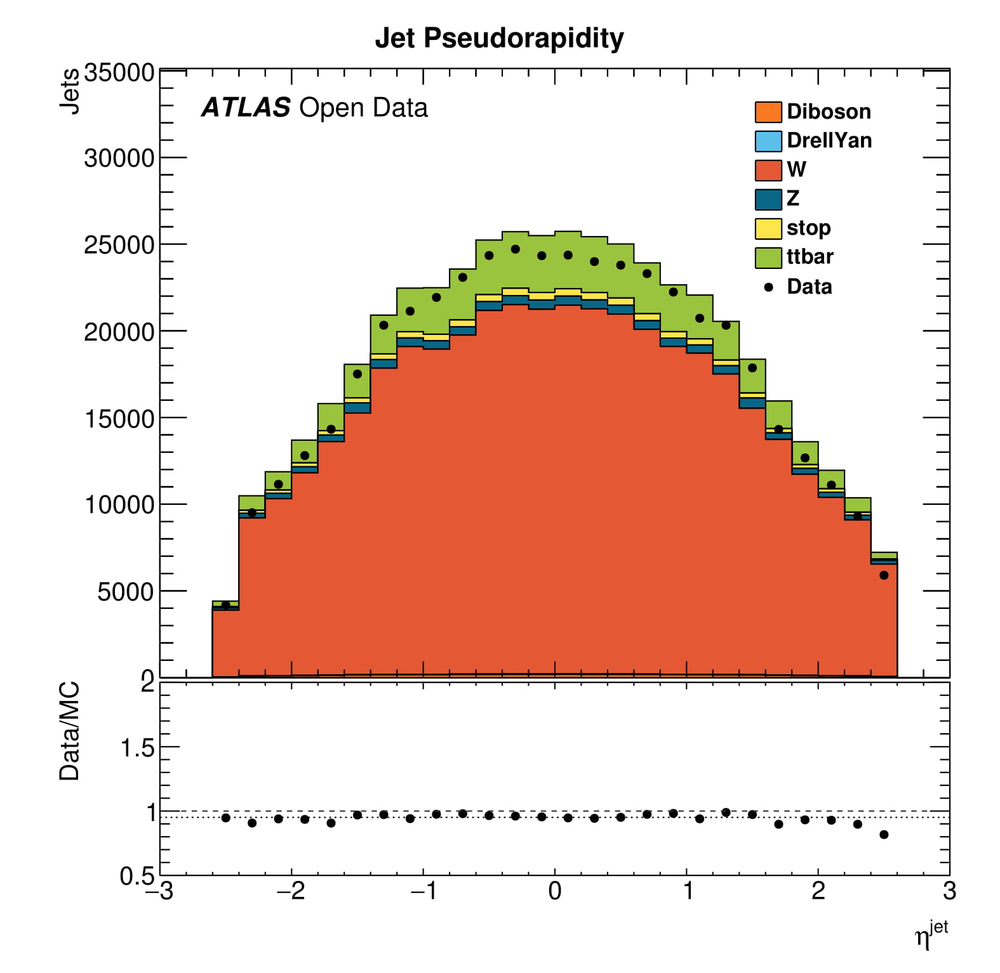 Jet Pseudorapidity
Jets
35000
30000
25000
20000
15000
10000
5000
0
ATLAS Open Data
Diboson
DrellYan
W
Z
stop
ttbar
Data
Data/MC
2
1.5
1
0.5
−3 −2 −1 0 1 2 3
η^jet